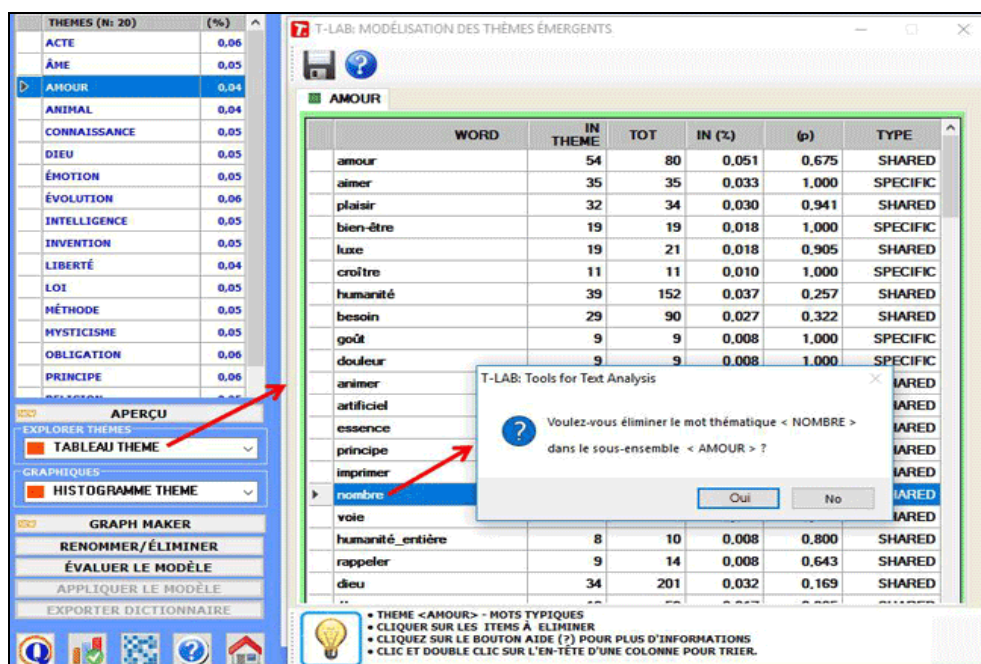 THEMES (N: 20) (%)
ACTE 0,06
ÂME 0,05
AMOUR 0,04
ANIMAL 0,04
CONNAISSANCE 0,05
DIEU 0,05
ÉMOTION 0,05
ÉVOLUTION 0,06
INTELLIGENCE 0,05
INVENTION 0,05
LIBERTÉ 0,04
LOI 0,05
MÉTHODE 0,05
MYSTICISME 0,05
OBLIGATION 0,06
PRINCIPE 0,06
APERÇU
EXPLORER THÈMES
TABLEAU THEME
GRAPHIQUES
HISTOGRAMME THEME
GRAPH MAKER
RENOMMER/ÉLIMINER
ÉVALUER LE MODÈLE
APPLIQUER LE MODÈLE
EXPORTER DICTIONNAIRE
T-LAB: MODÉLISATION DES THÈMES ÉMERGENTS
AMOUR
WORD IN THEME TOT IN (%) (p) TYPE
amour 54 80 0,051 0,675 SHARED
aimer 35 35 0,033 1,000 SPECIFIC
plaisir 32 34 0,030 0,941 SHARED
bien-être 19 19 0,018 1,000 SPECIFIC
luxe 19 21 0,018 0,905 SHARED
croître 11 11 0,010 1,000 SPECIFIC
humanité 39 152 0,037 0,257 SHARED
besoin 29 90 0,027 0,322 SHARED
goût 9 9 0,008 1,000 SPECIFIC
douleur 9 9 0,008 1,000 SPECIFIC
animer
artificiel
essence
principe
imprimer
nombre
voie
humanité_entière 8 10 0,008 0,800 SHARED
rappeler 9 14 0,008 0,643 SHARED
dieu 34 201 0,032 0,169 SHARED
T-LAB: Tools for Text Analysis
Voulez-vous éliminer le mot thématique < NOMBRE >
dans le sous-ensemble < AMOUR > ?
Oui No
• THEME <AMOUR> - MOTS TYPIQUES
• CLIQUER SUR LES ITEMS À ELIMINER
• CLIQUEZ SUR LE BOUTON AIDE (?) POUR PLUS D'INFORMATIONS
• CLIC ET DOUBLE CLIC SUR L'EN-TÊTE D'UNE COLONNE POUR TRIER.